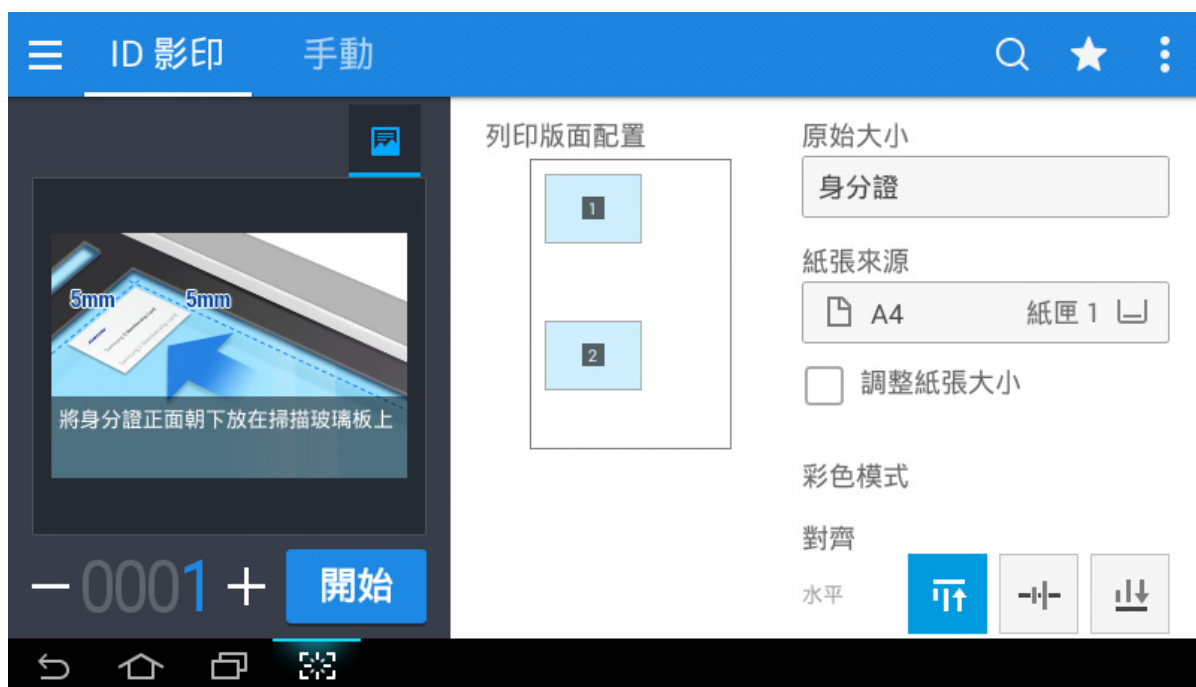 ID 影印
手動
列印版面配置
1
2
5mm
5mm
將身分證正面朝下放在掃描玻璃板上
0001
開始
原始大小
身分證
紙張來源
A4
紙匣 1
調整紙張大小
彩色模式
對齊
水平